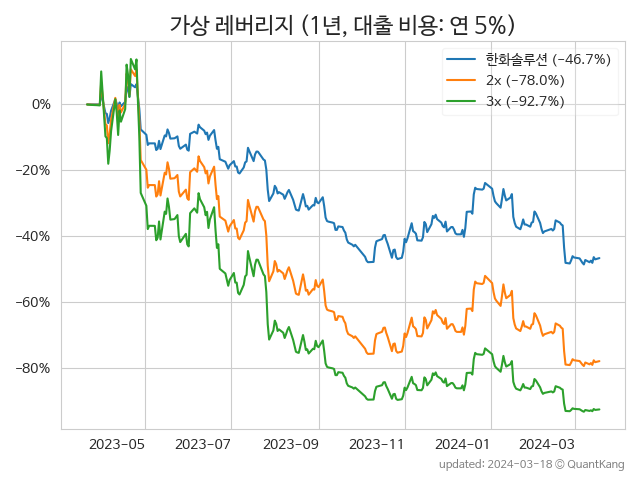 가상 레버리지 (1년, 대출 비용: 연 5%)
한화솔루션 (−46.7%)
2x (−78.0%)
3x (−92.7%)
0%
−20%
−40%
−60%
−80%
2023-05 2023-07 2023-09 2023-11 2024-01 2024-03
updated: 2024-03-18 © QuantKang